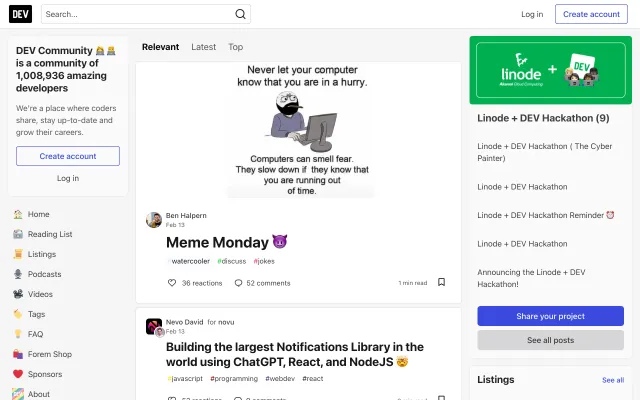 DEV
Search...
Log in
Create account
DEV Community
is a community of
1,008,936 amazing
developers
We're a place where coders
share, stay up-to-date and
grow their careers.
Create account
Log in
Home
Reading List
Listings
Podcasts
Videos
Tags
FAQ
Forem Shop
Sponsors
About
Relevant
Latest
Top
Never let your computer
know that you are in a hurry.
Computers can smell fear.
They slow down if they know that
you are running out
of time.
Ben Halpern
Feb 13
Meme Monday 😈
#watercooler #discuss #jokes
36 reactions
52 comments
1 min read
Nevo David for novu
Feb 13
Building the largest Notifications Library in the
world using ChatGPT, React, and NodeJS 🤯
#javascript #programming #webdev #react
linode + DEV
Linode + DEV Hackathon (9)
Linode + DEV Hackathon ( The Cyber
Painter)
Linode + DEV Hackathon
Linode + DEV Hackathon Reminder ⏰
Linode + DEV Hackathon
Announcing the Linode + DEV
Hackathon!
Share your project
See all posts
Listings
See all